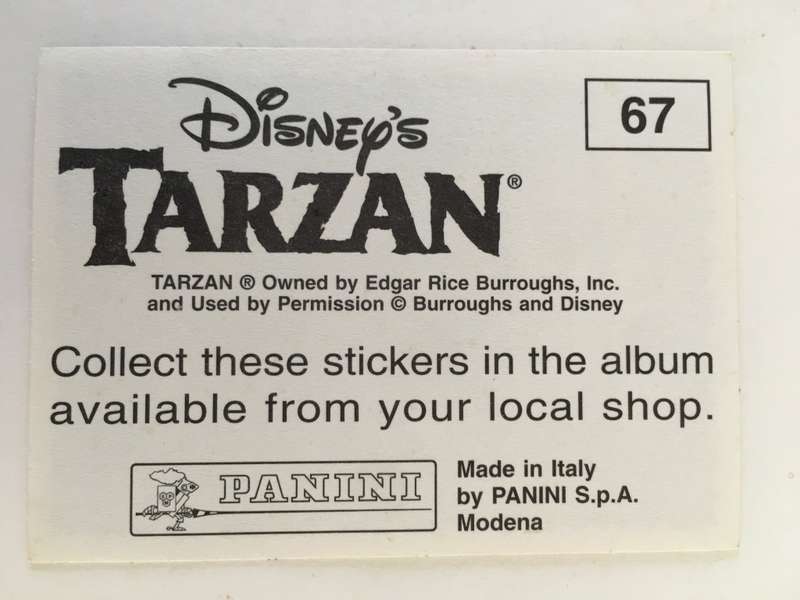 DISNEY'S
67
TARZAN®
TARZAN ® Owned by Edgar Rice Burroughs, Inc.
and Used by Permission © Burroughs and Disney
Collect these stickers in the album
available from your local shop.
PANINI
Made in Italy
by PANINI S.p.A.
Modena